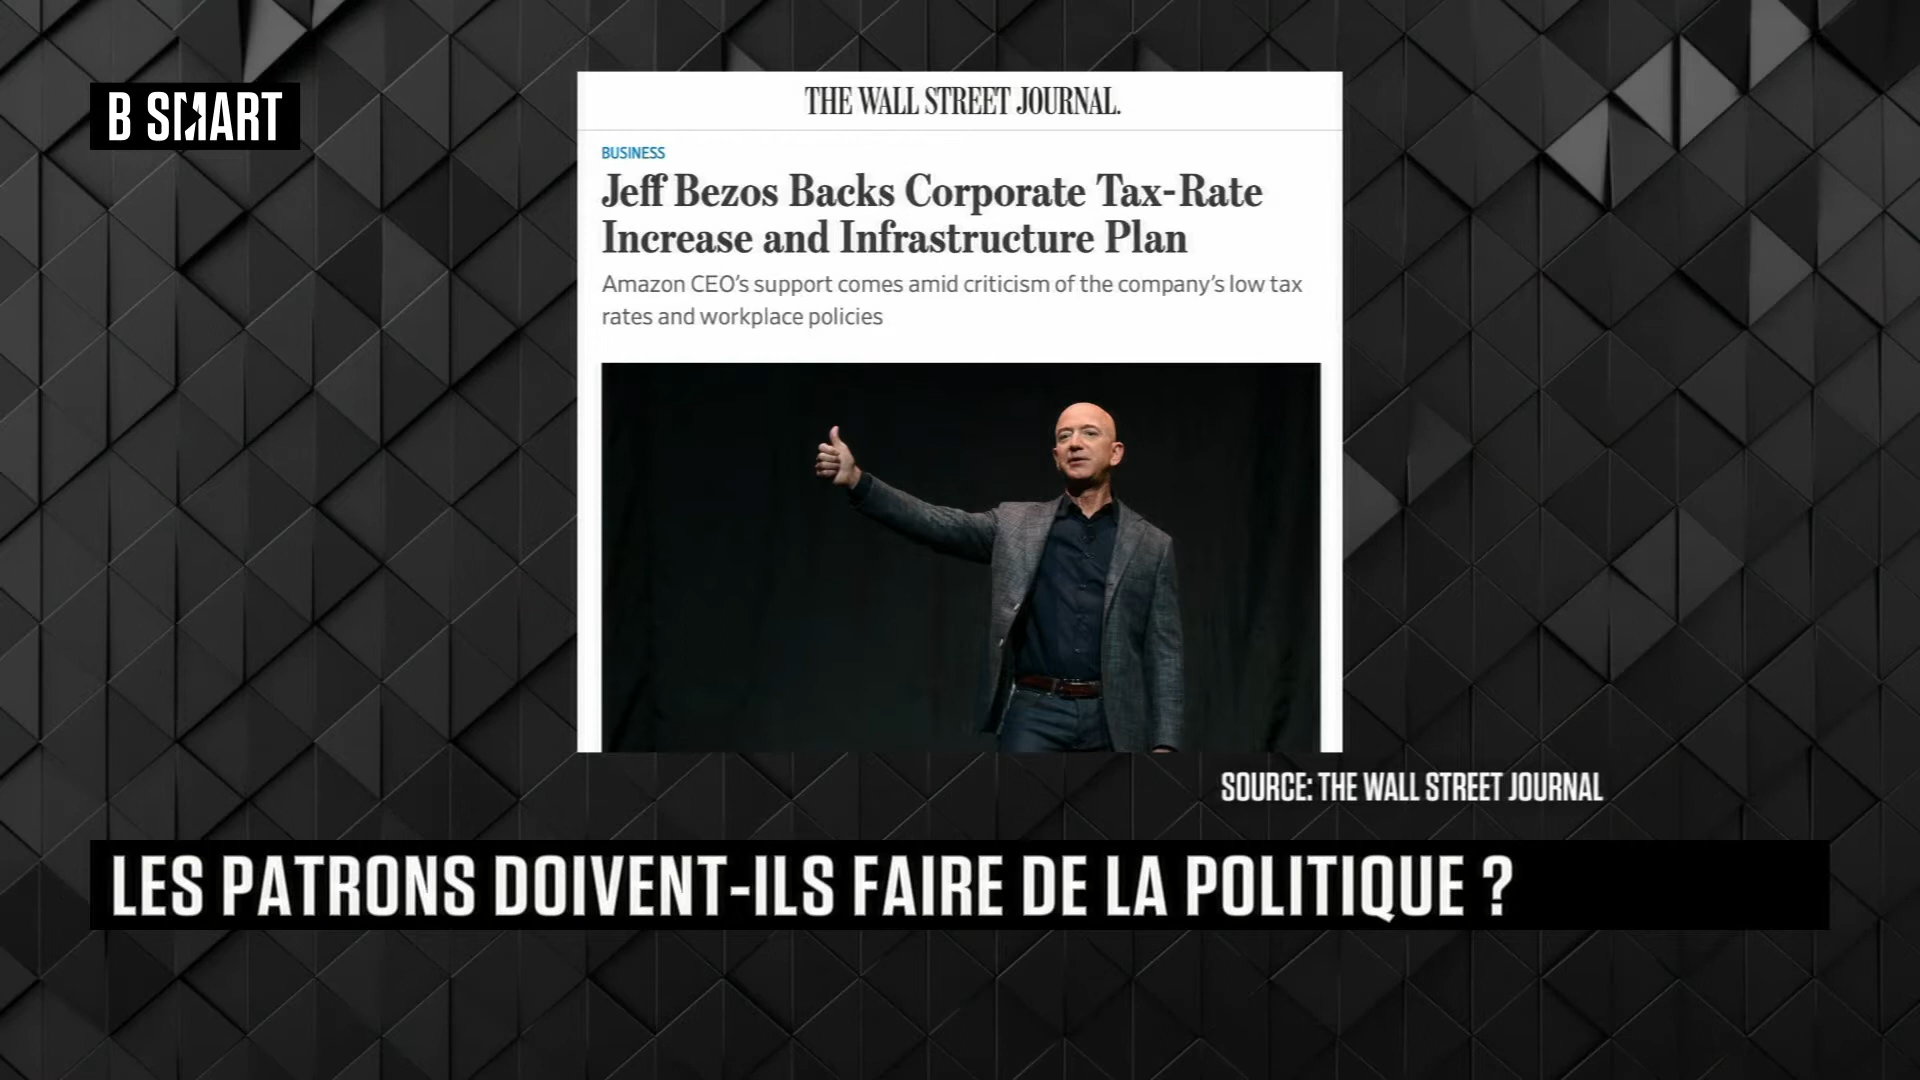 B SMART
THE WALL STREET JOURNAL.
BUSINESS
Jeff Bezos Backs Corporate Tax-Rate
Increase and Infrastructure Plan
Amazon CEO’s support comes amid criticism of the company’s low tax
rates and workplace policies
SOURCE: THE WALL STREET JOURNAL
LES PATRONS DOIVENT-ILS FAIRE DE LA POLITIQUE ?